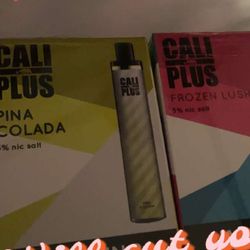 CALI
PLUS
PINA
COLADA
5% nic salt
CALI
PLUS
CALI
PLUS
FROZEN LUSH
5% nic salt